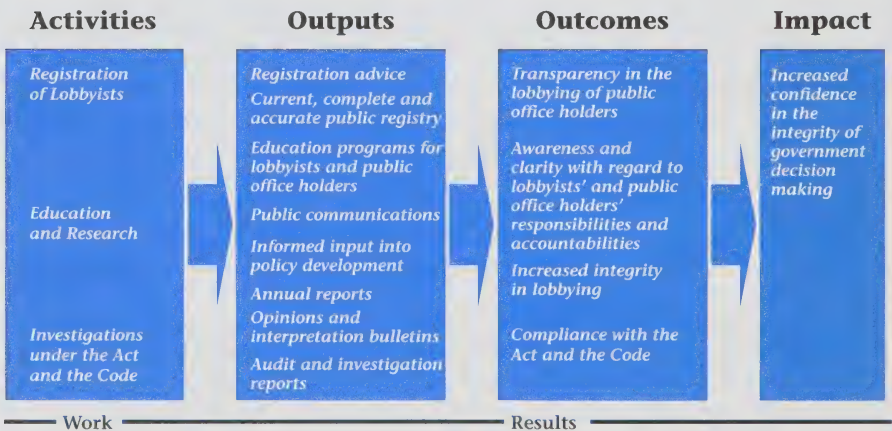 Activities
Outputs
Outcomes
Impact
Registration
of Lobbyists
Education
and Research
Investigations
under the Act
and the Code
Registration advice
Current, complete and
accurate public registry
Education programs for
lobbyists and public
office holders
Public communications
Informed input into
policy development
Annual reports
Opinions and
interpretation bulletins
Audit and investigation
reports
Transparency in the
lobbying of public
office holders
Awareness and
clarity with regard to
lobbyists' and public
office holders'
responsibilities and
accountabilities
Increased integrity
in lobbying
Compliance with the
Act and the Code
Increased
confidence
in the
integrity of
government
decision
making
Work
Results